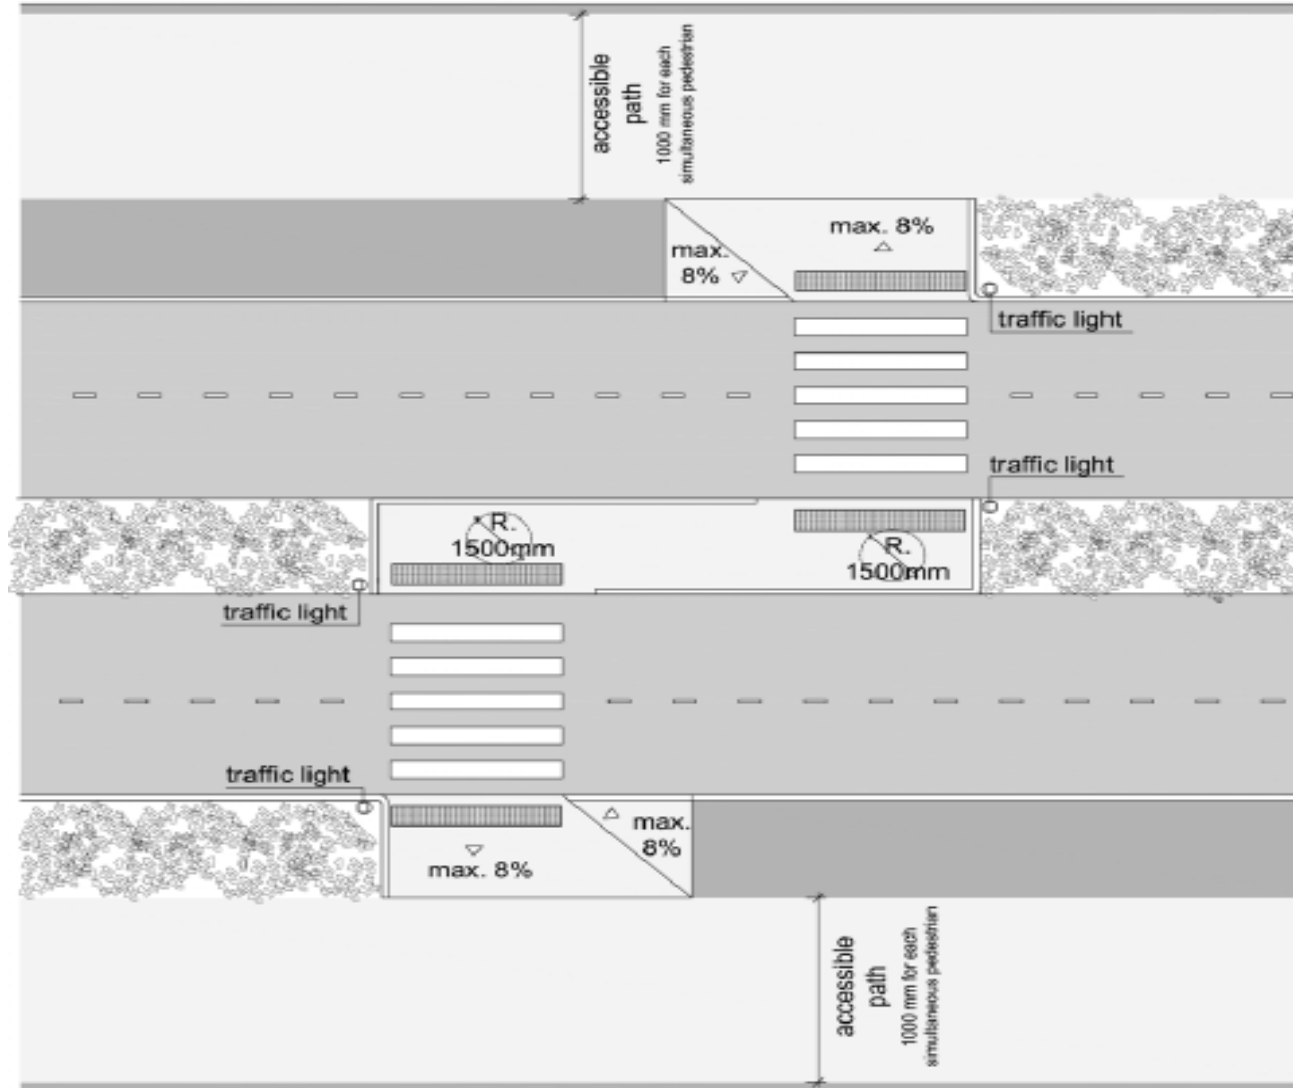 accessible
path
1000 mm for each
simultaneous pedestrian
max. 8%
max.
8%
traffic light
traffic light
R.
1500mm
R.
1500mm
traffic light
traffic light
max.
8%
max. 8%
accessible
path
1000 mm for each
simultaneous pedestrian